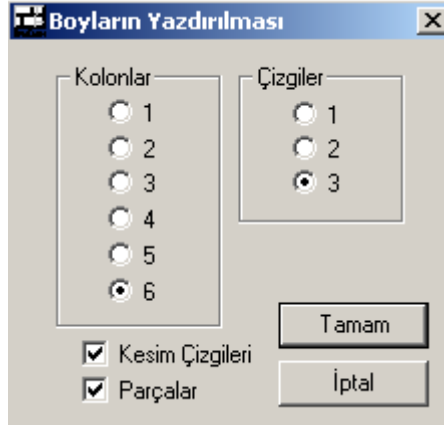 Boyların Yazdırılması
Kolonlar
1
2
3
4
5
6
Çizgiler
1
2
3
Kesim Çizgileri
Parçalar
Tamam
İptal